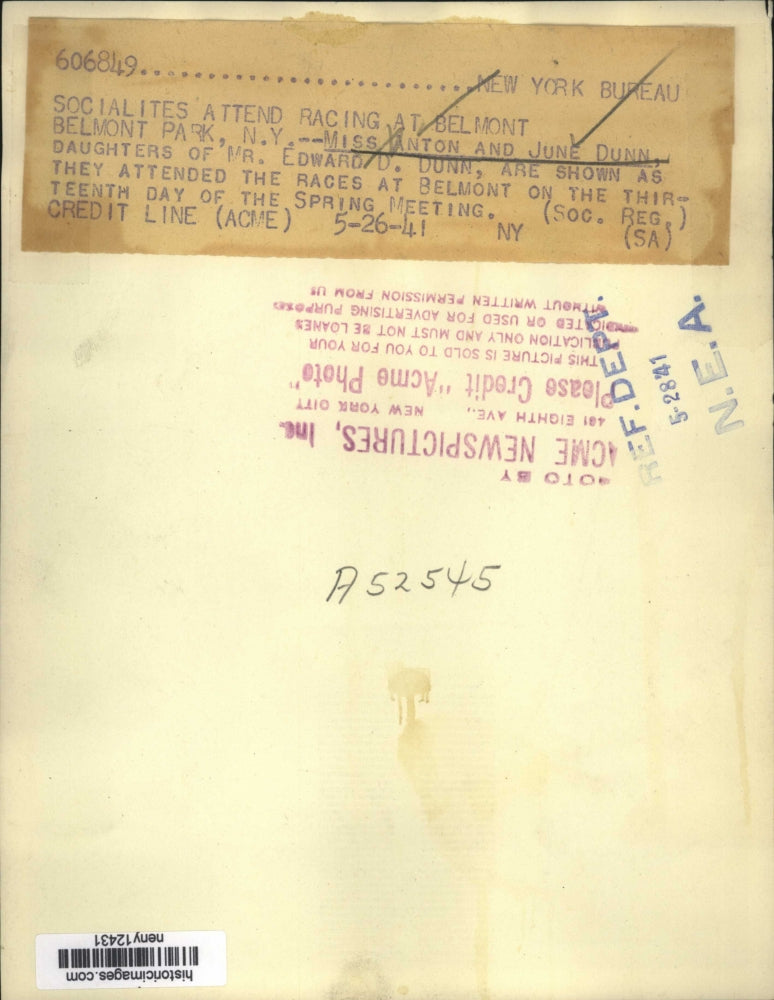 606849..............................NEW YORK BUREAU
SOCIALITES ATTEND RACING AT BELMONT
BELMONT PARK, N.Y.--MISS ANTON AND JUNE DUNN,
DAUGHTERS OF MR. EDWARD D. DUNN, ARE SHOWN AS
THEY ATTENDED THE RACES AT BELMONT ON THE THIR-
TEENTH DAY OF THE SPRING MEETING. (SOC. REG.)
CREDIT LINE (ACME) 5-26-41 NY (SA)
OTO BY
ACME NEWSPICTURES, Inc.
461 EIGHTH AVE., NEW YORK CITY
Please Credit "Acme Photo"
THIS PICTURE IS SOLD TO YOU FOR YOUR
PUBLICATION ONLY AND MUST NOT BE LOANED
DICATED OR USED FOR ADVERTISING PURPOSES
WITHOUT WRITTEN PERMISSION FROM US
REF. DEPT.
5-28-41
N.E.A.
A52545
historicimages.com
neny12431